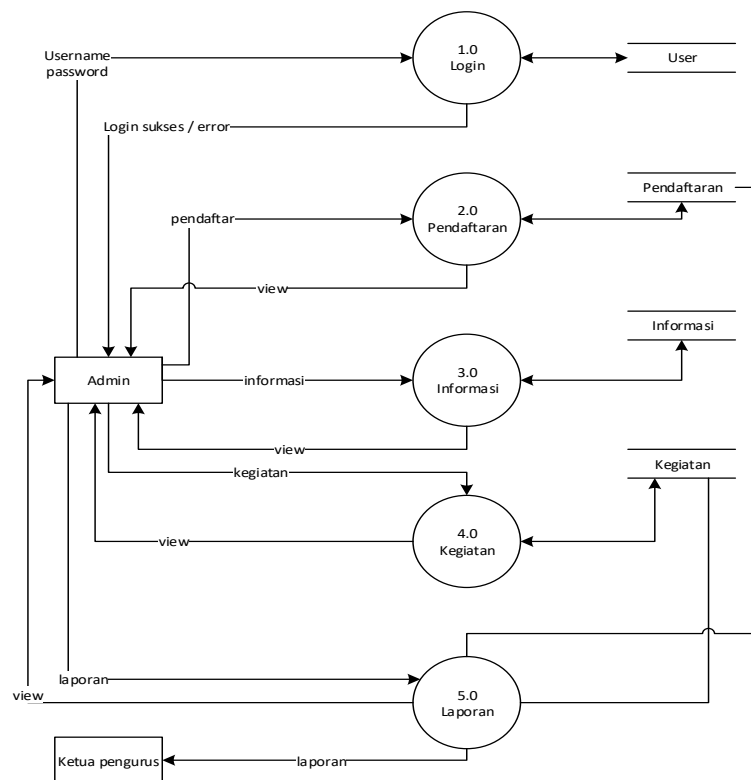 Username
password
1.0
Login
User
Login sukses / error
pendaftar
2.0
Pendaftaran
Pendaftaran
view
Admin
informasi
3.0
Informasi
Informasi
view
kegiatan
Kegiatan
view
4.0
Kegiatan
laporan
view
5.0
Laporan
Ketua pengurus
laporan